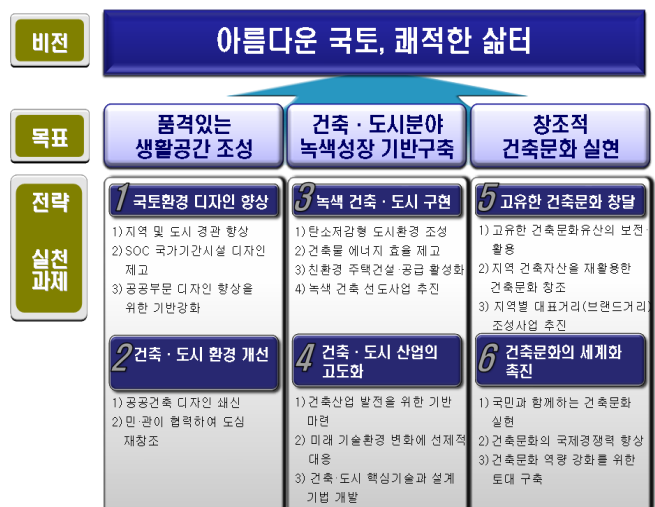 비전
아름다운 국토, 쾌적한 삶터
목표
품격있는
생활공간 조성
건축 · 도시분야
녹색성장 기반구축
창조적
건축문화 실현
전략
실천
과제
1 국토환경 디자인 향상
1) 지역 및 도시 경관 향상
2) SOC 국가기간시설 디자인
제고
3) 공공부문 디자인 향상을
위한 기반강화
2 건축 · 도시 환경 개선
1) 공공건축 디자인 쇄신
2) 민·관이 협력하여 도심
재창조
3 녹색 건축 · 도시 구현
1) 탄소저감형 도시환경 조성
2) 건축물 에너지 효율 제고
3) 친환경 주택건설·공급 활성화
4) 녹색 건축 선도사업 추진
4 건축 · 도시 산업의
고도화
1) 건축산업 발전을 위한 기반
마련
2) 미래 기술환경 변화에 선제적
대응
3) 건축·도시 핵심기술과 설계
기법 개발
5 고유한 건축문화 창달
1) 고유한 건축문화유산의 보전·
활용
2) 지역 건축자산을 재활용한
건축문화 창조
3) 지역별 대표거리(브랜드거리)
조성사업 추진
6 건축문화의 세계화
촉진
1) 국민과 함께하는 건축문화
실현
2) 건축문화의 국제경쟁력 향상
3) 건축문화 역량 강화를 위한
토대 구축